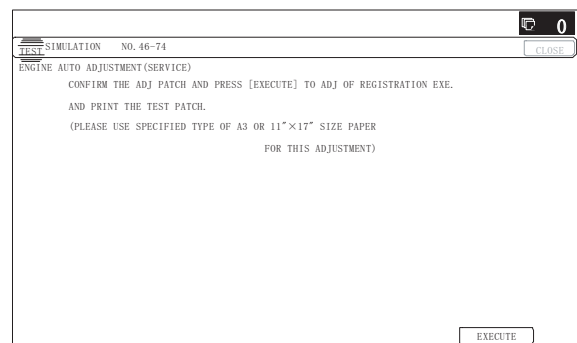 0
TEST SIMULATION NO. 46-74
CLOSE
ENGINE AUTO ADJUSTMENT(SERVICE)
CONFIRM THE ADJ PATCH AND PRESS [EXECUTE] TO ADJ OF REGISTRATION EXE.
AND PRINT THE TEST PATCH.
(PLEASE USE SPECIFIED TYPE OF A3 OR 11″×17″ SIZE PAPER
FOR THIS ADJUSTMENT)
EXECUTE